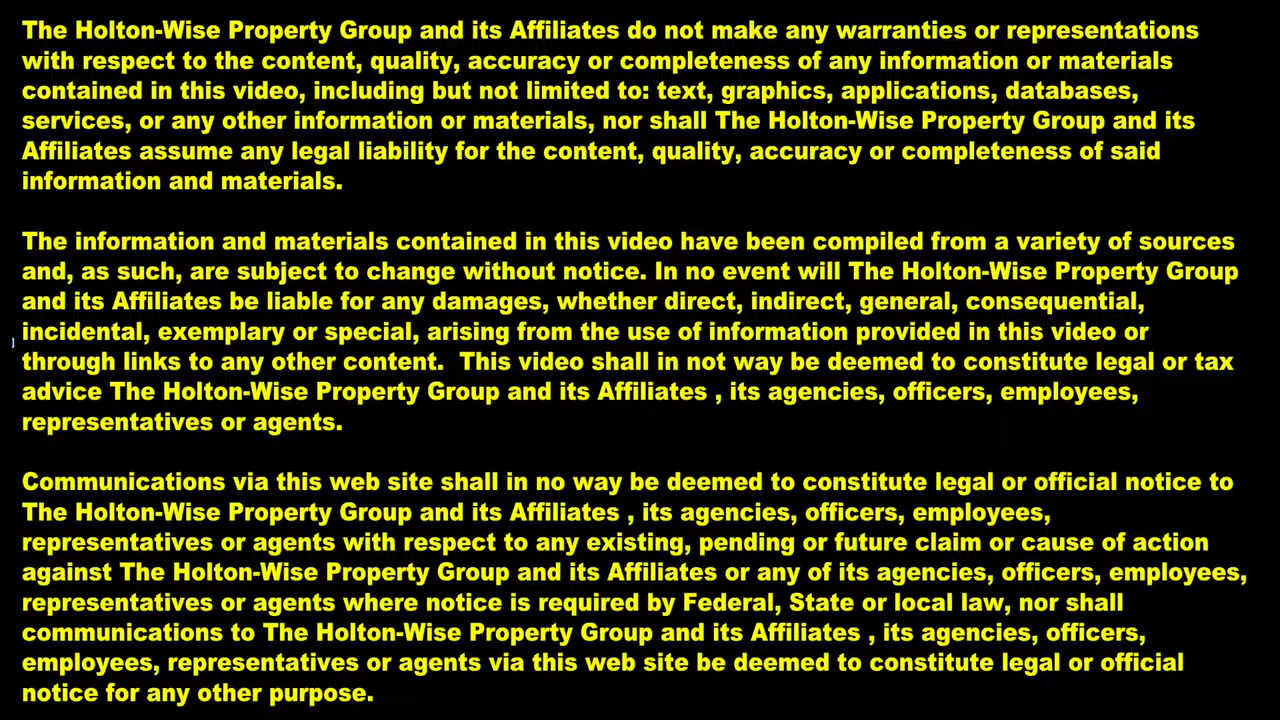 The Holton-Wise Property Group and its Affiliates do not make any warranties or representations
with respect to the content, quality, accuracy or completeness of any information or materials
contained in this video, including but not limited to: text, graphics, applications, databases,
services, or any other information or materials, nor shall The Holton-Wise Property Group and its
Affiliates assume any legal liability for the content, quality, accuracy or completeness of said
information and materials.
The information and materials contained in this video have been compiled from a variety of sources
and, as such, are subject to change without notice. In no event will The Holton-Wise Property Group
and its Affiliates be liable for any damages, whether direct, indirect, general, consequential,
incidental, exemplary or special, arising from the use of information provided in this video or
through links to any other content.  This video shall in not way be deemed to constitute legal or tax
advice The Holton-Wise Property Group and its Affiliates , its agencies, officers, employees,
representatives or agents.
Communications via this web site shall in no way be deemed to constitute legal or official notice to
The Holton-Wise Property Group and its Affiliates , its agencies, officers, employees,
representatives or agents with respect to any existing, pending or future claim or cause of action
against The Holton-Wise Property Group and its Affiliates or any of its agencies, officers, employees,
representatives or agents where notice is required by Federal, State or local law, nor shall
communications to The Holton-Wise Property Group and its Affiliates , its agencies, officers,
employees, representatives or agents via this web site be deemed to constitute legal or official
notice for any other purpose.